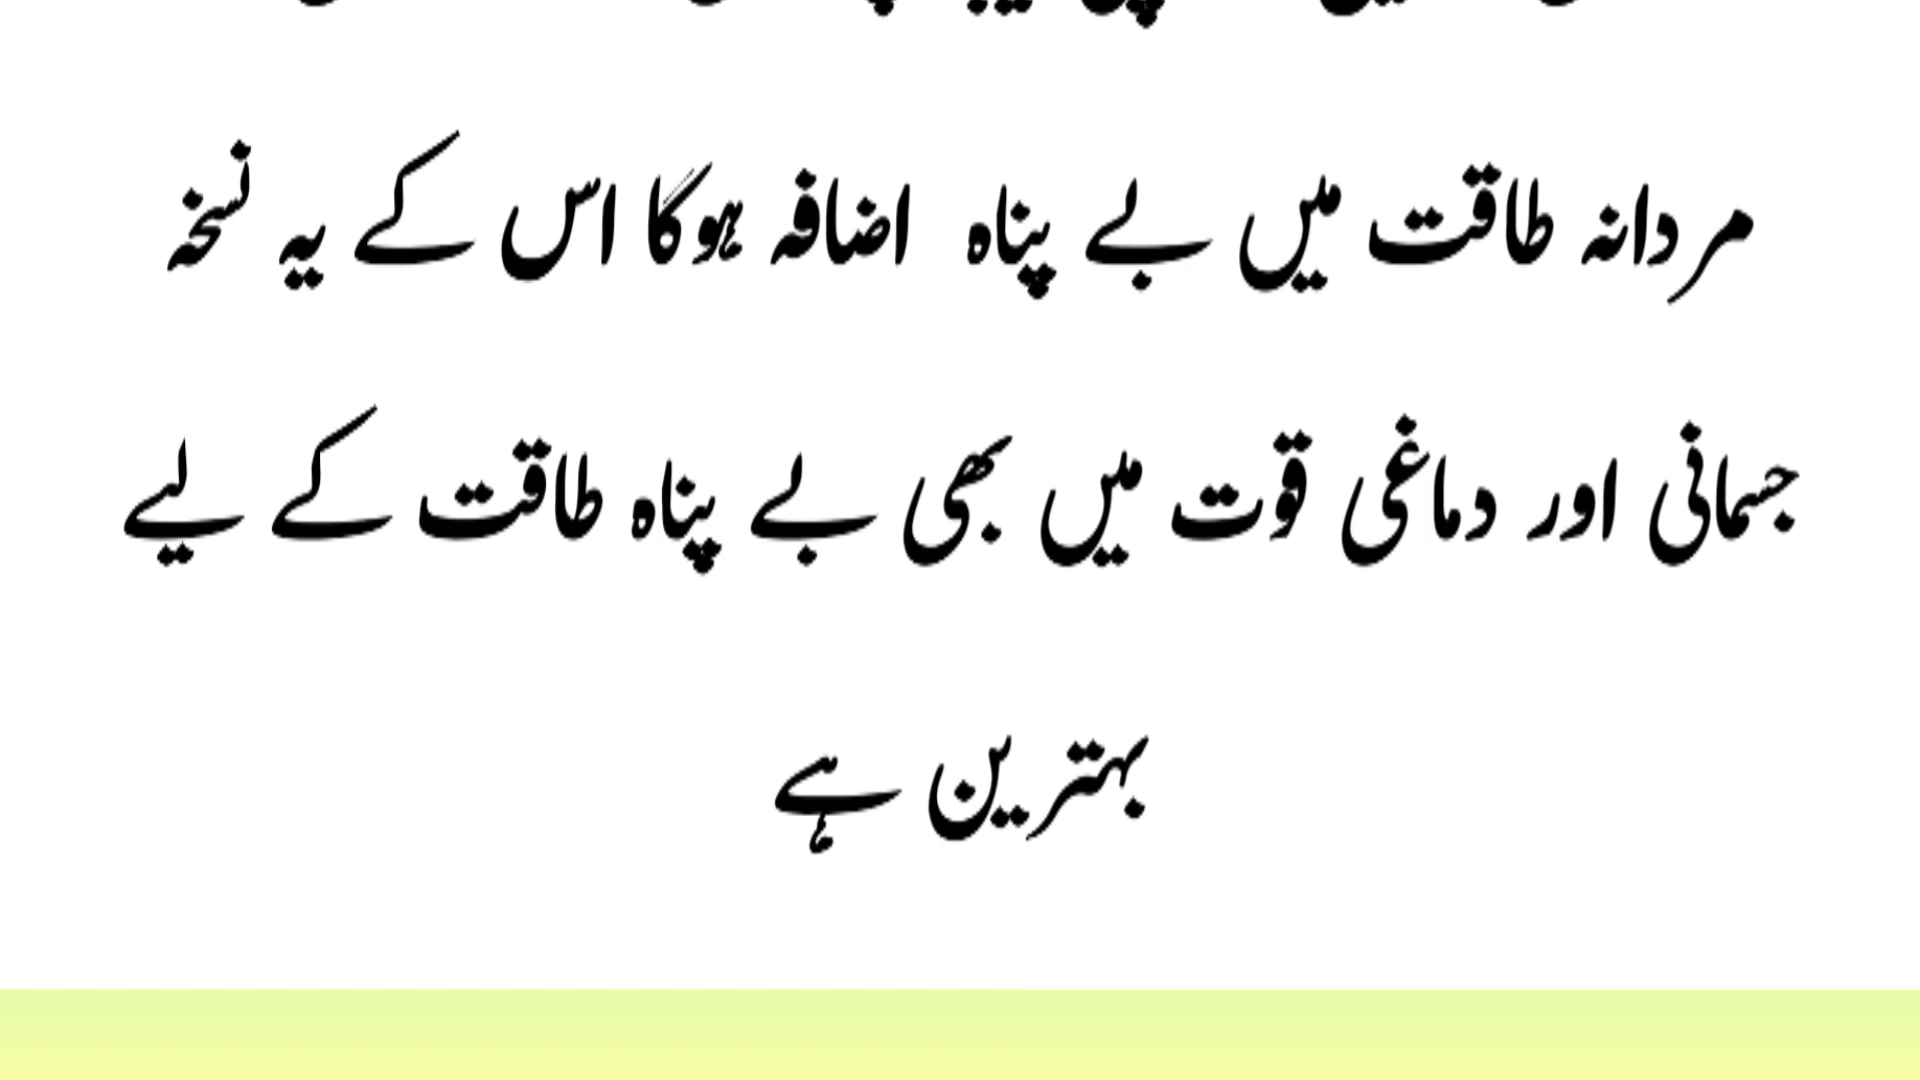 مردانہ طاقت میں بے پناہ اضافہ ہوگا اس کے یہ نسخہ
جسمانی اور دماغی قوت میں بھی بے پناہ طاقت کے لیے
بہترین ہے